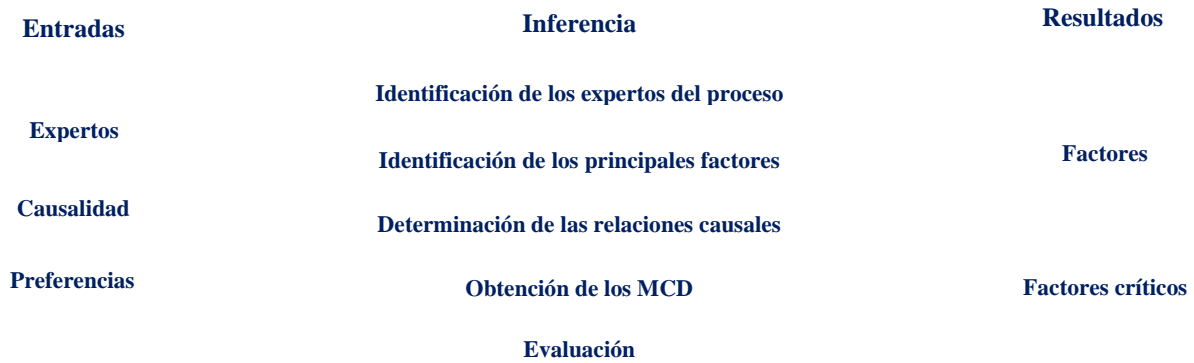 Entradas
Inferencia
Resultados
Identificación de los expertos del proceso
Expertos
Identificación de los principales factores
Factores
Causalidad
Determinación de las relaciones causales
Preferencias
Obtención de los MCD
Factores críticos
Evaluación